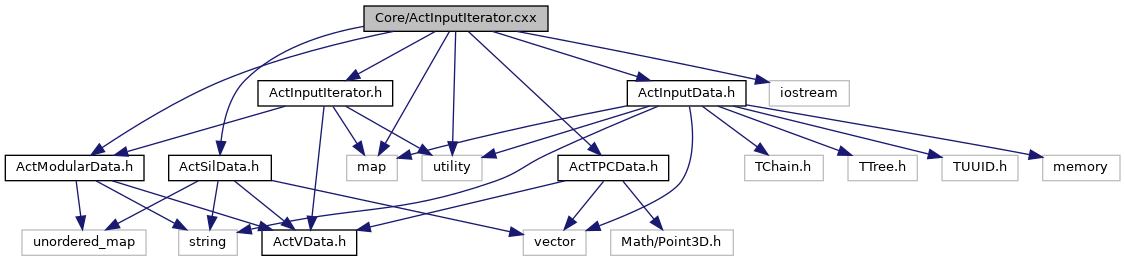 Core/ActInputIterator.cxx
ActInputIterator.h
ActInputData.h
iostream
ActModularData.h
ActSilData.h
map
utility
ActTPCData.h
TChain.h
TTree.h
TUUID.h
memory
unordered_map
string
ActVData.h
vector
Math/Point3D.h